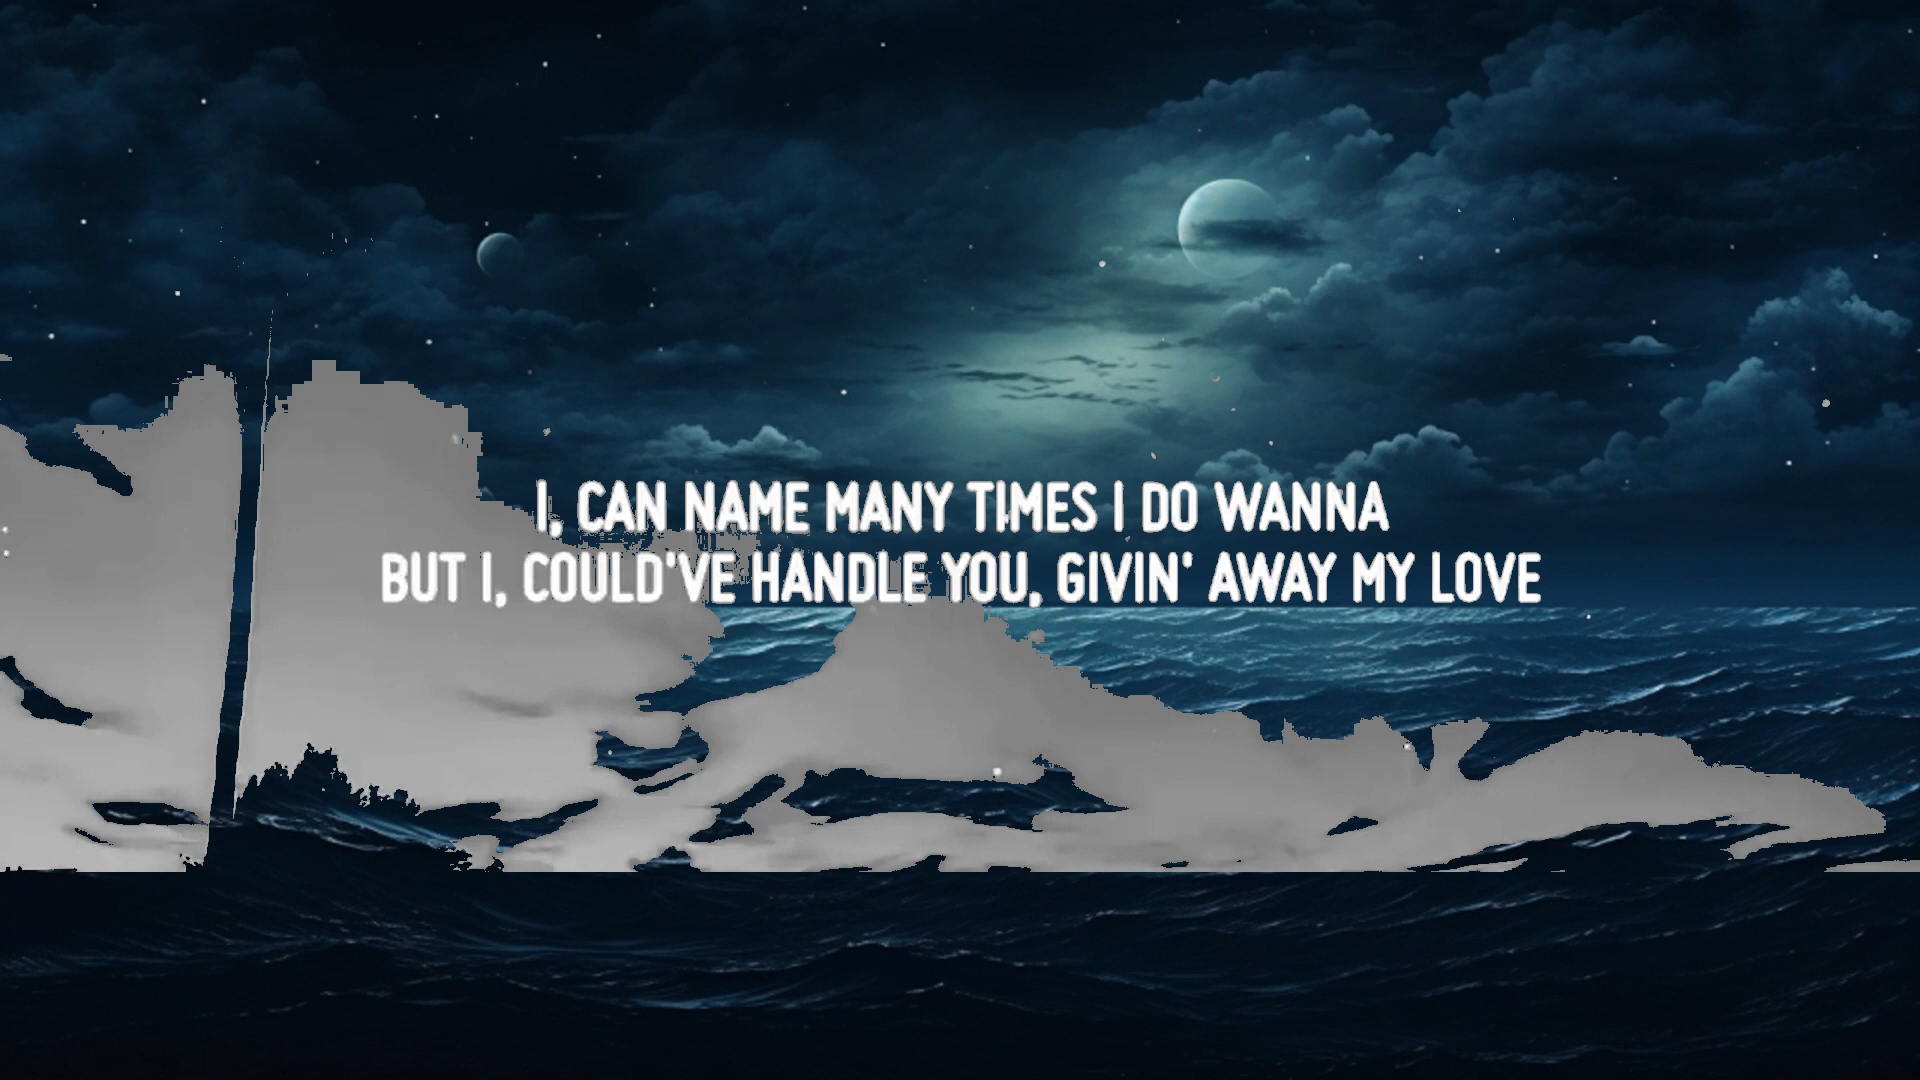 I, CAN NAME MANY TIMES I DO WANNA
BUT I, COULD'VE HANDLE YOU, GIVIN' AWAY MY LOVE